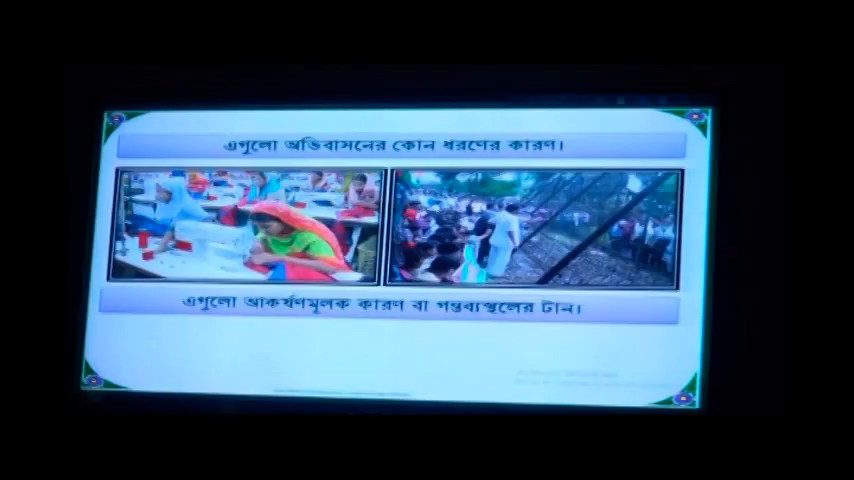 এগুলো অভিবাসনের কোন ধরণের কারণ।
এগুলো আকর্ষণমূলক কারণ বা গন্তব্যস্থলের টান।